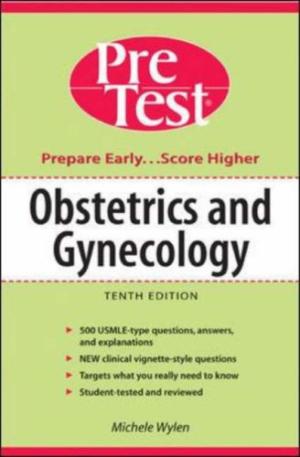 Pre
Test®
Prepare Early...Score Higher
Obstetrics and
Gynecology
TENTH EDITION
500 USMLE-type questions, answers,
and explanations
NEW clinical vignette-style questions
Targets what you really need to know
Student-tested and reviewed
Michele Wylen